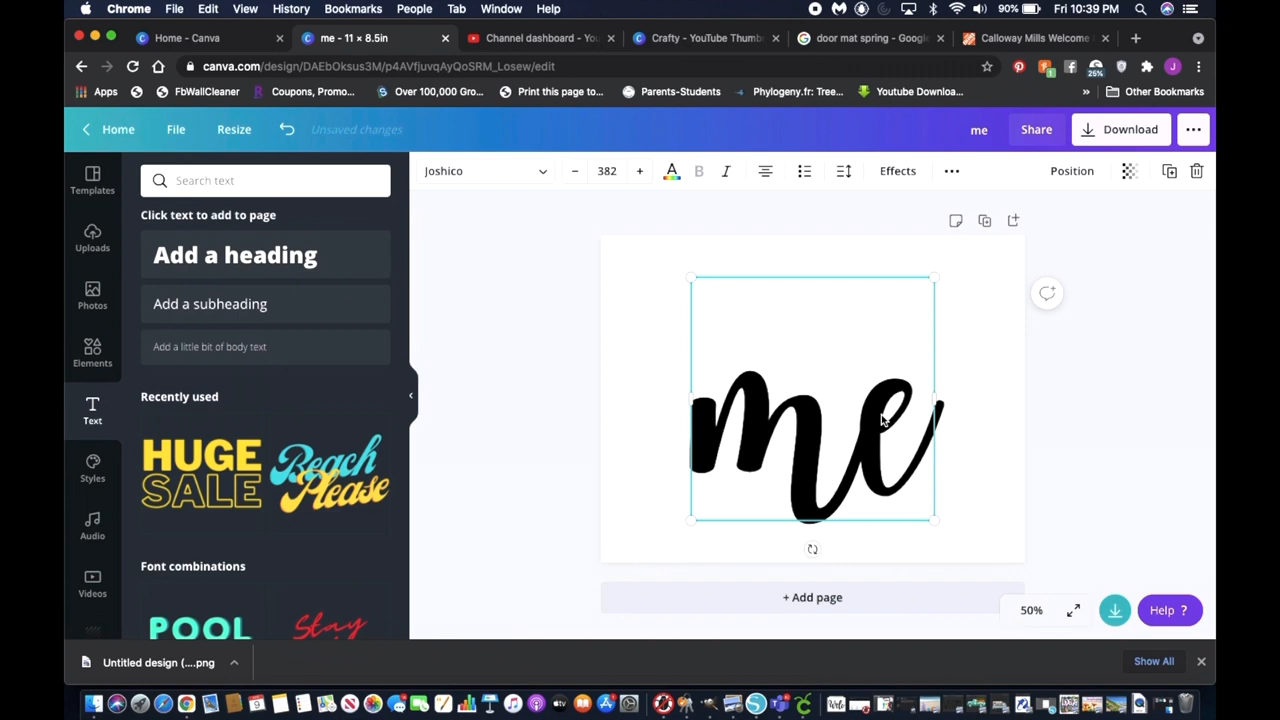 Chrome File Edit View History Bookmarks People Tab Window Help 90% Fri 10:39 PM
Home - Canva me - 11 × 8.5in Channel dashboard - You Crafty - YouTube Thumb door mat spring - Google Calloway Mills Welcome
canva.com/design/DAEbOksus3M/p4AVfjuvqAyQoSRM_Losew/edit
Apps FbWallCleaner Coupons, Promo... Over 100,000 Gro... Print this page to... Parents-Students Phylogeny.fr: Tree... Youtube Downloa... » Other Bookmarks
Home File Resize Unsaved changes me Share Download
Joshico 382 A B I Effects Position
Templates
Uploads
Photos
Elements
Text
Styles
Audio
Videos
Search text
Click text to add to page
Add a heading
Add a subheading
Add a little bit of body text
Recently used
HUGE
SALE
Beach
Please
Font combinations
POOL
Stay
me
+ Add page
50%
Help ?
Untitled design (....png
Show All